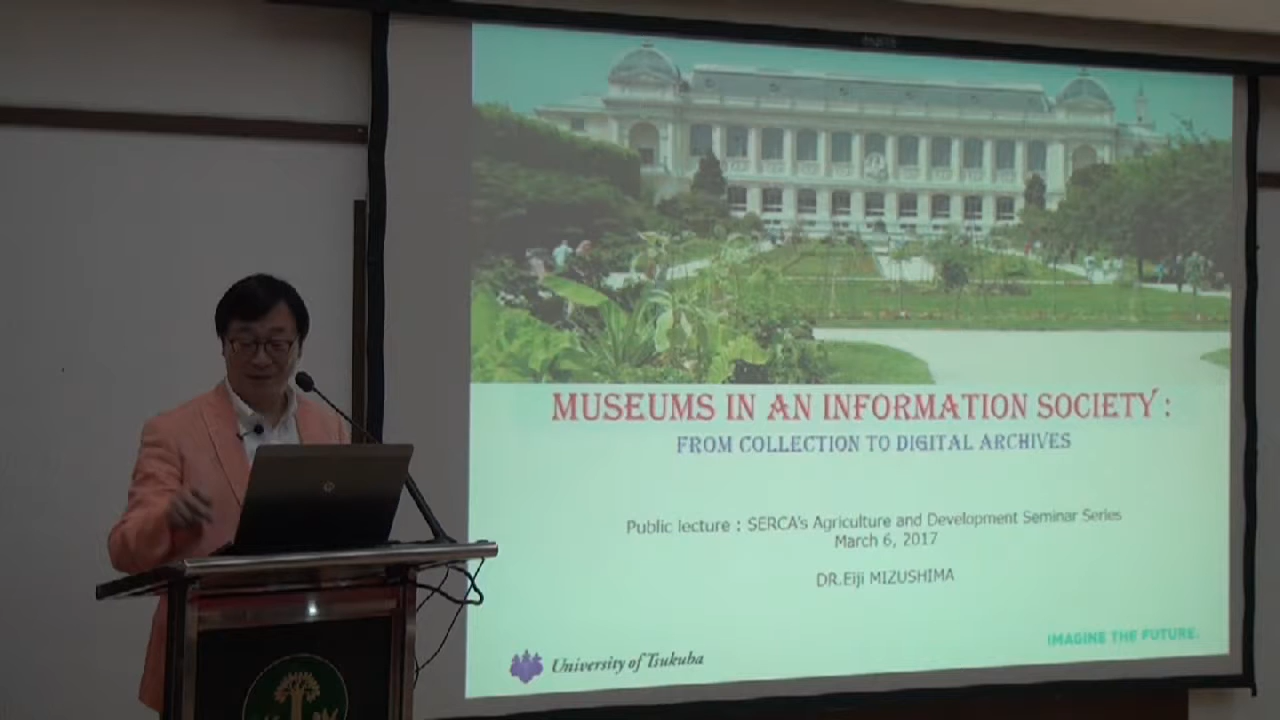 MUSEUMS IN AN INFORMATION SOCIETY :
FROM COLLECTION TO DIGITAL ARCHIVES
Public lecture : SERCA's Agriculture and Development Seminar Series
March 6, 2017
DR.Eiji MIZUSHIMA
IMAGINE THE FUTURE.
University of Tsukuba
hp